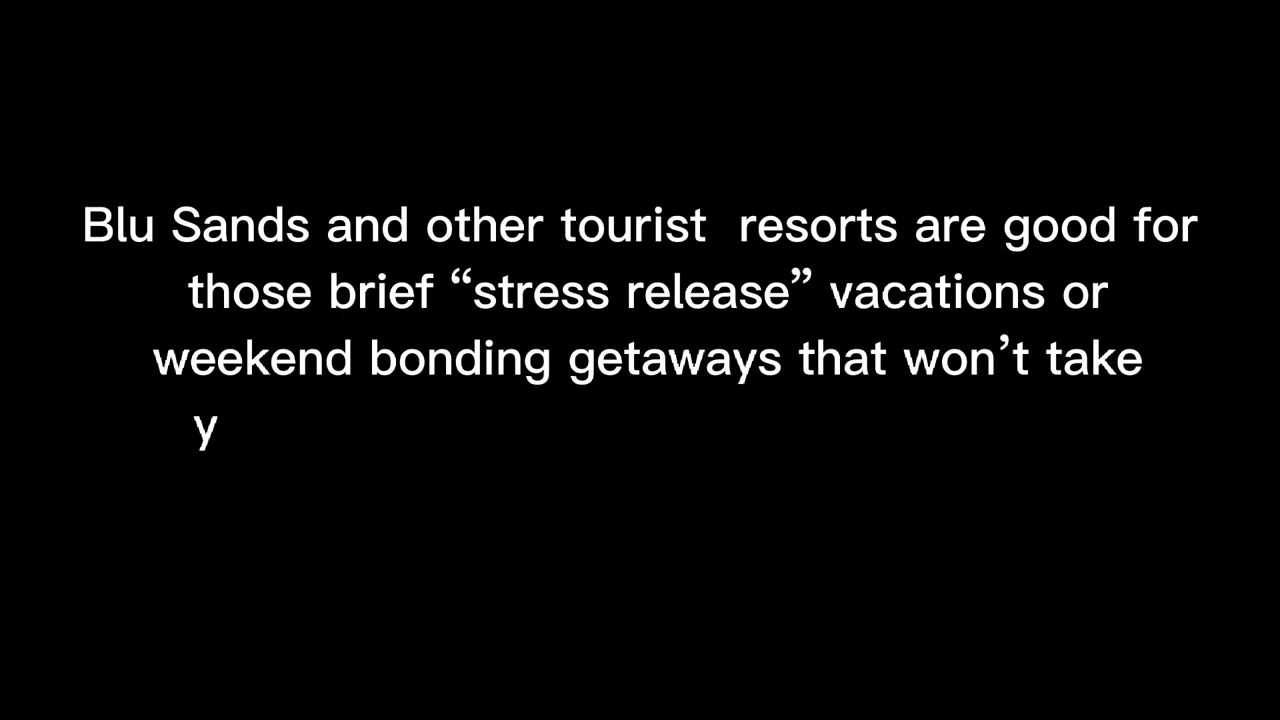 Blu Sands and other tourist  resorts are good for
those brief “stress release” vacations or
weekend bonding getaways that won’t take
y